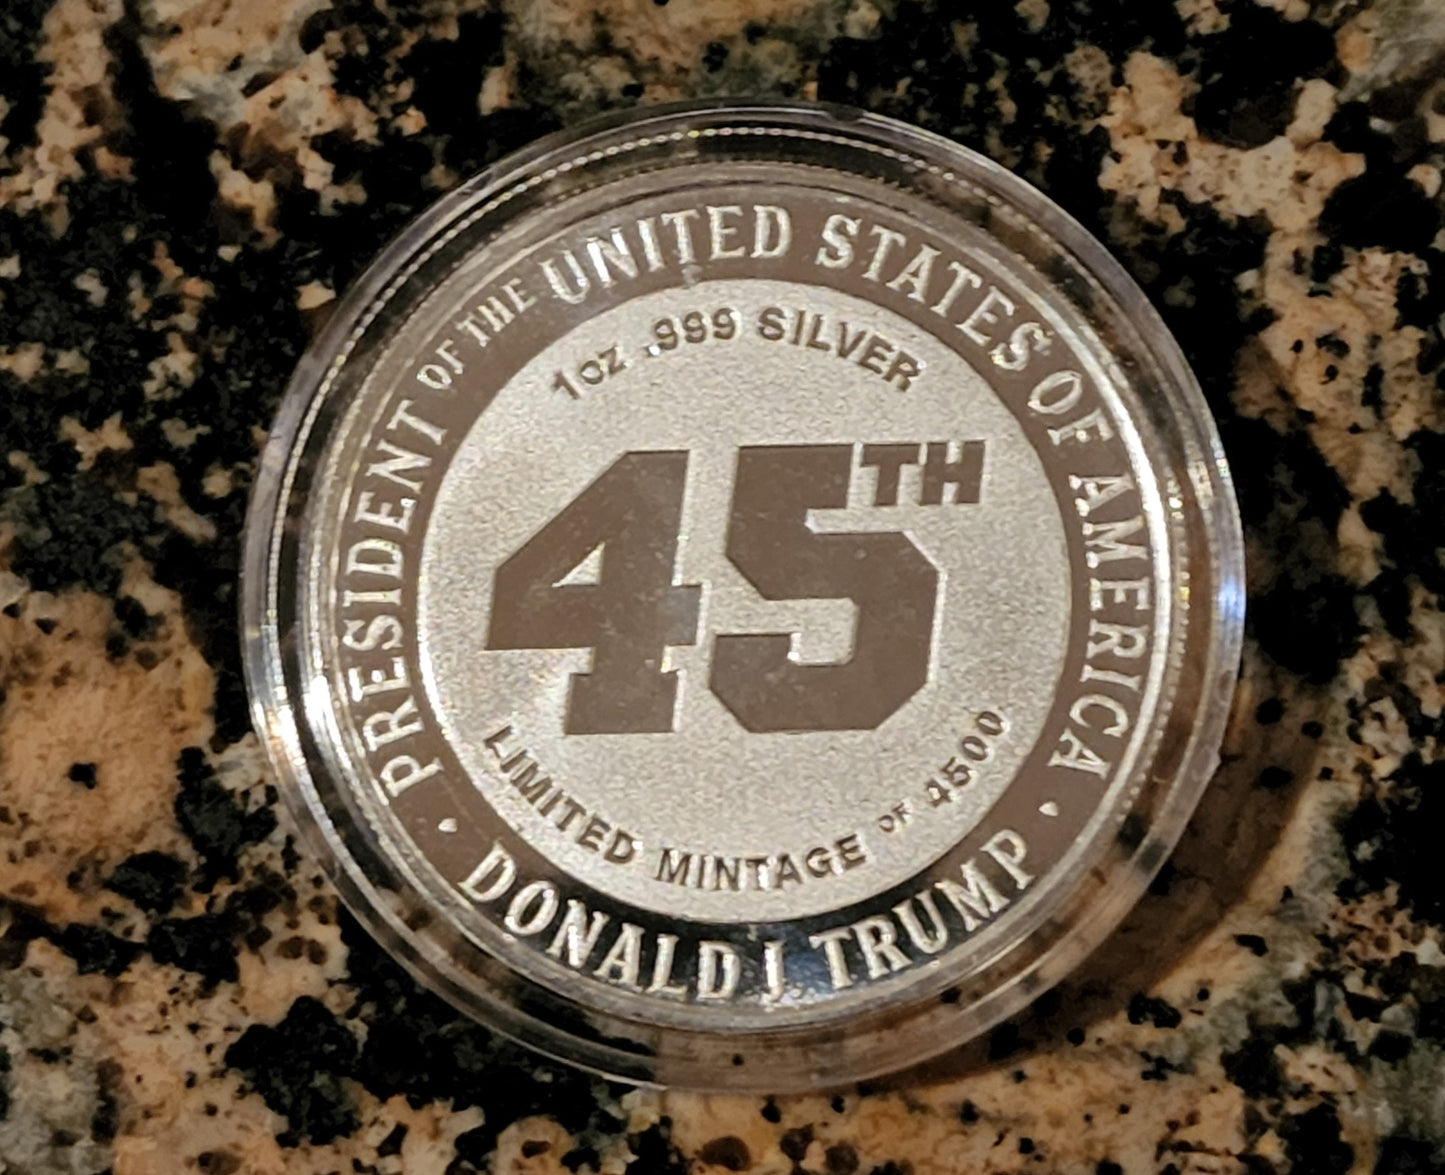 PRESIDENT OF THE UNITED STATES OF AMERICA
1oz .999 SILVER
45TH
LIMITED MINTAGE OF 4500
· DONALD J. TRUMP ·